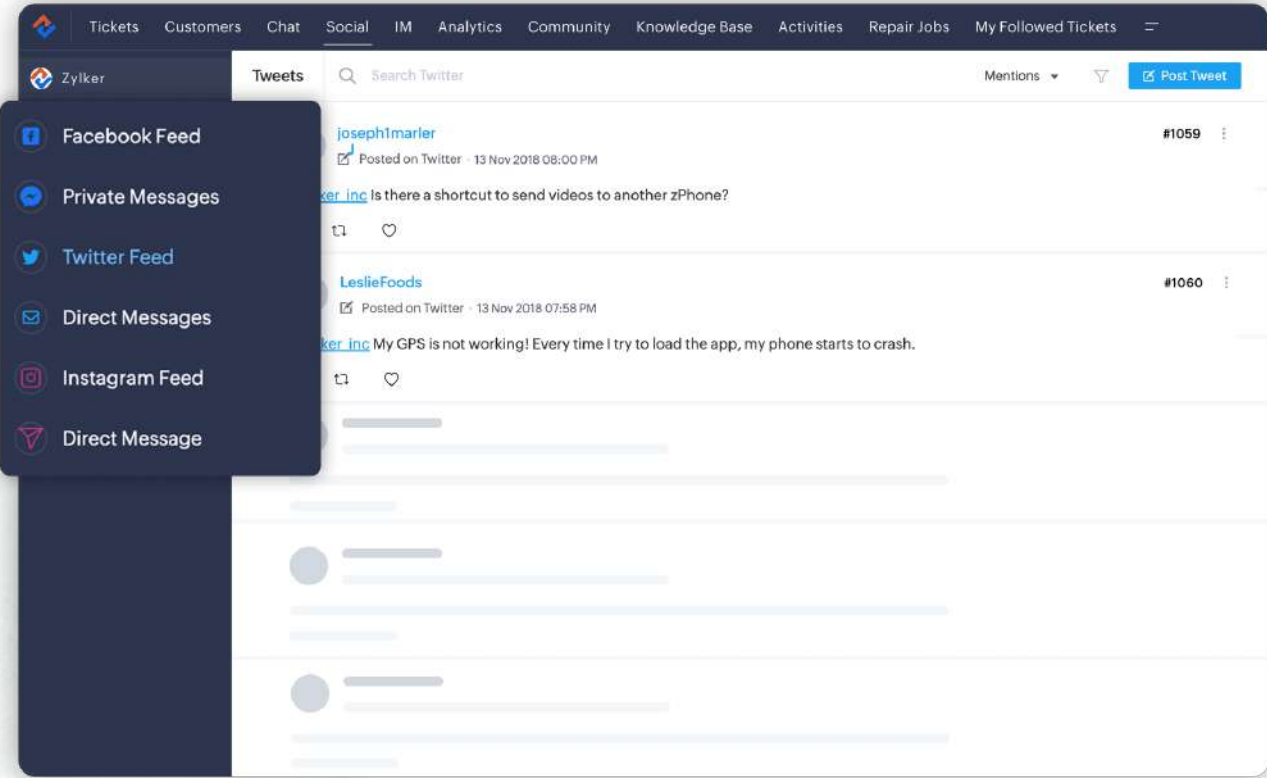 Tickets Customers Chat Social IM Analytics Community Knowledge Base Activities Repair Jobs My Followed Tickets
Zylker
Tweets Search Twitter Mentions Post Tweet
Facebook Feed
Private Messages
Twitter Feed
Direct Messages
Instagram Feed
Direct Message
joseph1marler #1059
Posted on Twitter · 13 Nov 2018 08:00 PM
ker_inc Is there a shortcut to send videos to another zPhone?
LeslieFoods #1060
Posted on Twitter · 13 Nov 2018 07:58 PM
ker_inc My GPS is not working! Every time I try to load the app, my phone starts to crash.